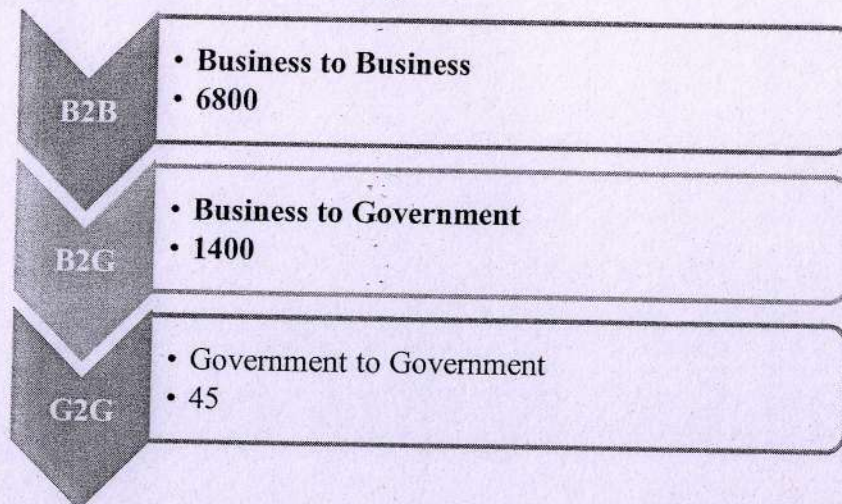 B2B
• Business to Business
• 6800
B2G
• Business to Government
• 1400
G2G
• Government to Government
• 45